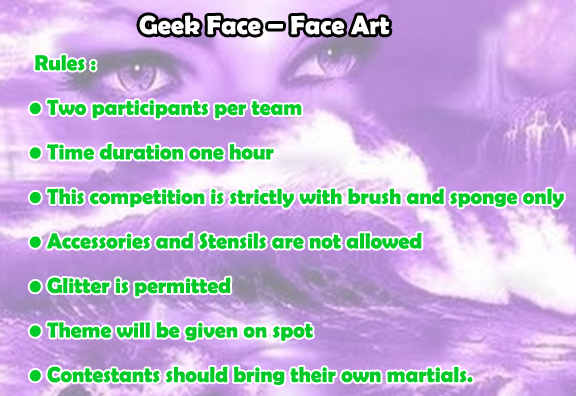 Geek Face – Face Art
Rules :
• Two participants per team
• Time duration one hour
• This competition is strictly with brush and sponge only
• Accessories and Stensils are not allowed
• Glitter is permitted
• Theme will be given on spot
• Contestants should bring their own martials.